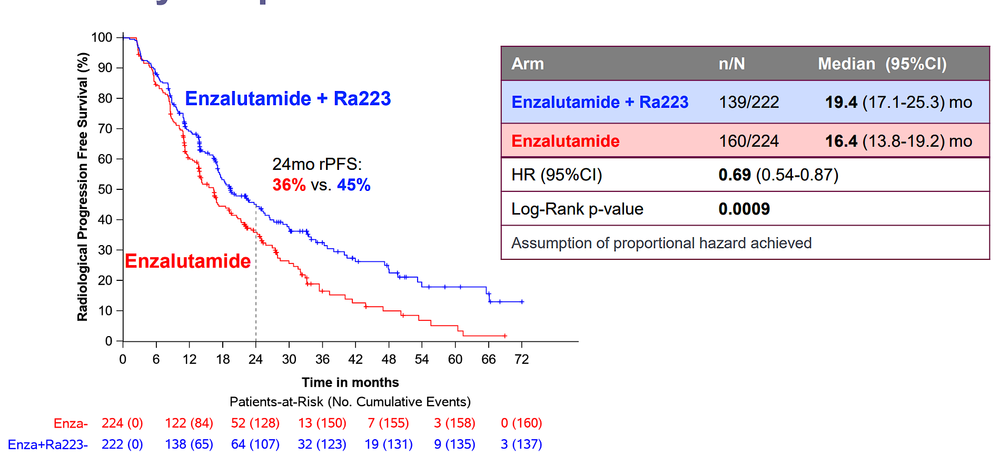 100
90
80
70
60
50
40
30
20
10
0
Radiological Progression Free Survival (%)
Enzalutamide + Ra223
24mo rPFS:
36% vs. 45%
Enzalutamide
0 6 12 18 24 30 36 42 48 54 60 66 72
Time in months
Patients-at-Risk (No. Cumulative Events)
Enza- 224 (0) 122 (84) 52 (128) 13 (150) 7 (155) 3 (158) 0 (160)
Enza+Ra223- 222 (0) 138 (65) 64 (107) 32 (123) 19 (131) 9 (135) 3 (137)
Arm n/N Median (95%CI)
Enzalutamide + Ra223 139/222 19.4 (17.1-25.3) mo
Enzalutamide 160/224 16.4 (13.8-19.2) mo
HR (95%CI) 0.69 (0.54-0.87)
Log-Rank p-value 0.0009
Assumption of proportional hazard achieved